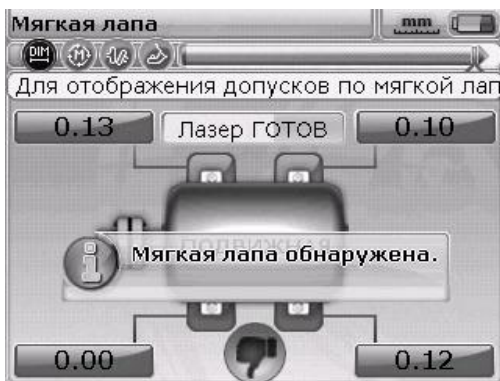 Мягкая лапа
mm
DIM
M
Для отображения допусков по мягкой лап
0.13
Лазер ГОТОВ
0.10
ПОДВИЖНАЯ
Мягкая лапа обнаружена.
0.00
0.12